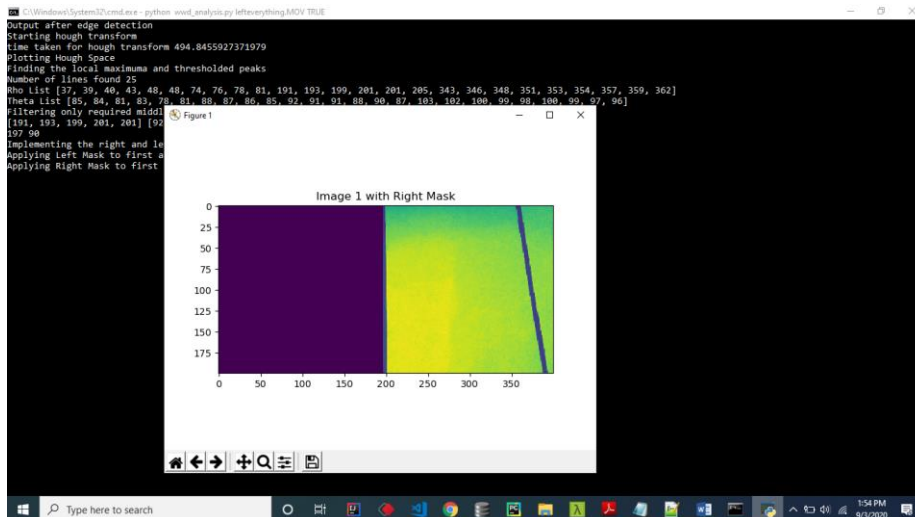 C:\Windows\System32\cmd.exe - python wwd_analysis.py lefteverything.MOV TRUE
Output after edge detection
Starting hough transform
time taken for hough transform 494.8455927371979
Plotting Hough Space
Finding the local maximuma and thresholded peaks
Number of lines found 25
Rho List [37, 39, 40, 43, 48, 48, 74, 76, 78, 81, 191, 193, 199, 201, 201, 205, 343, 346, 348, 351, 353, 354, 357, 359, 362]
Theta List [85, 84, 81, 83, 78, 81, 88, 87, 86, 85, 92, 91, 91, 88, 90, 87, 103, 102, 100, 99, 98, 100, 99, 97, 96]
Filtering only required middl
[191, 193, 199, 201, 201] [92
197 90
Implementing the right and le
Applying Left Mask to first a
Applying Right Mask to first
Figure 1
Image 1 with Right Mask
0
25
50
75
100
125
150
175
0 50 100 150 200 250 300 350
Type here to search
1:54 PM
9/3/2020